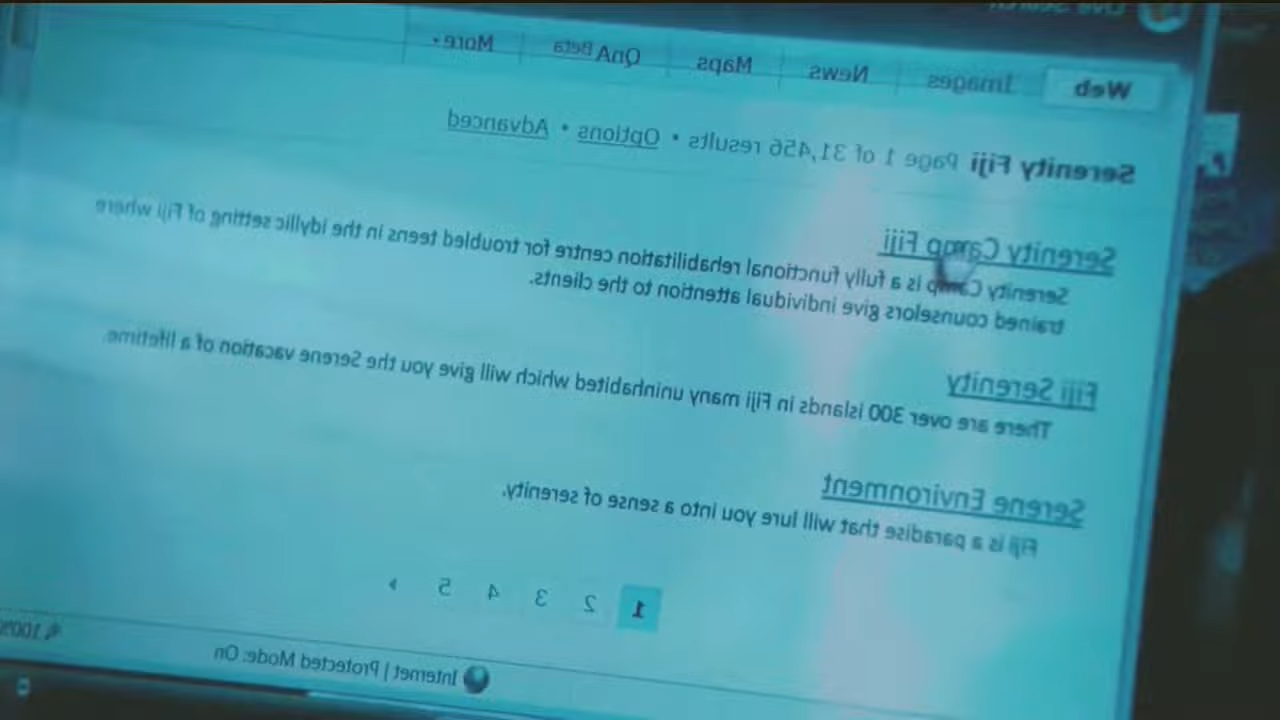 Live Search
Web Images News Maps QnA Beta More
Serenity Fiji Page 1 of 31,456 results • Options • Advanced
Serenity Camp Fiji
Serenity Camp is a fully functional rehabilitation centre for troubled teens in the idyllic setting of Fiji where
trained counselors give individual attention to the clients.
Fiji Serenity
There are over 300 islands in Fiji many uninhabited which will give you the Serene vacation of a lifetime.
Serene Environment
Fiji is a paradise that will lure you into a sense of serenity.
1 2 3 4 5
Internet | Protected Mode: On
100%